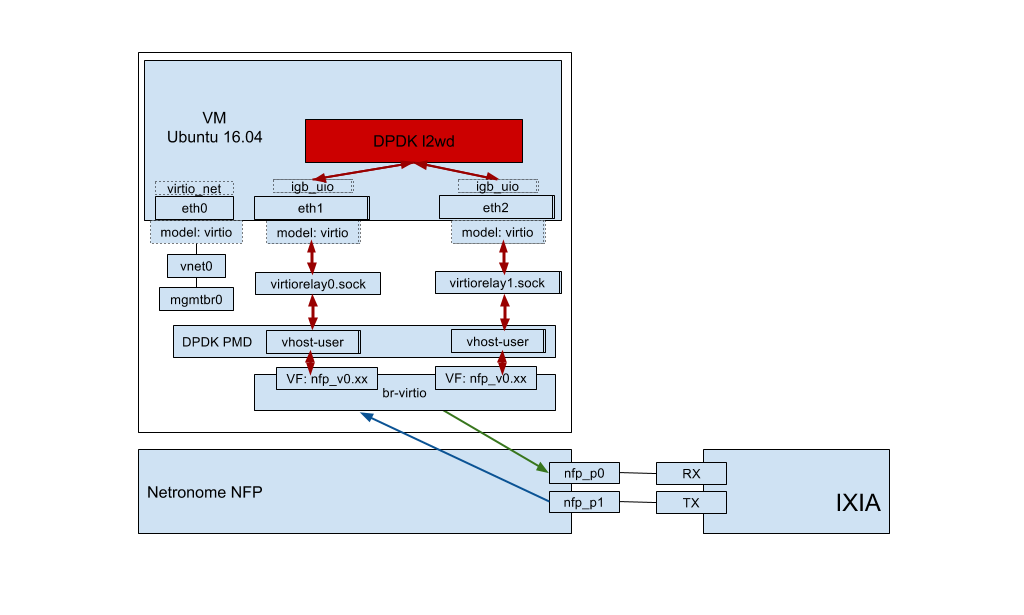 VM
Ubuntu 16.04
DPDK l2wd
virtio_net
igb_uio
igb_uio
eth0
eth1
eth2
model: virtio
model: virtio
model: virtio
vnet0
virtiorelay0.sock
virtiorelay1.sock
mgmtbr0
DPDK PMD
vhost-user
vhost-user
VF: nfp_v0.xx
VF: nfp_v0.xx
br-virtio
Netronome NFP
nfp_p0
RX
nfp_p1
TX
IXIA